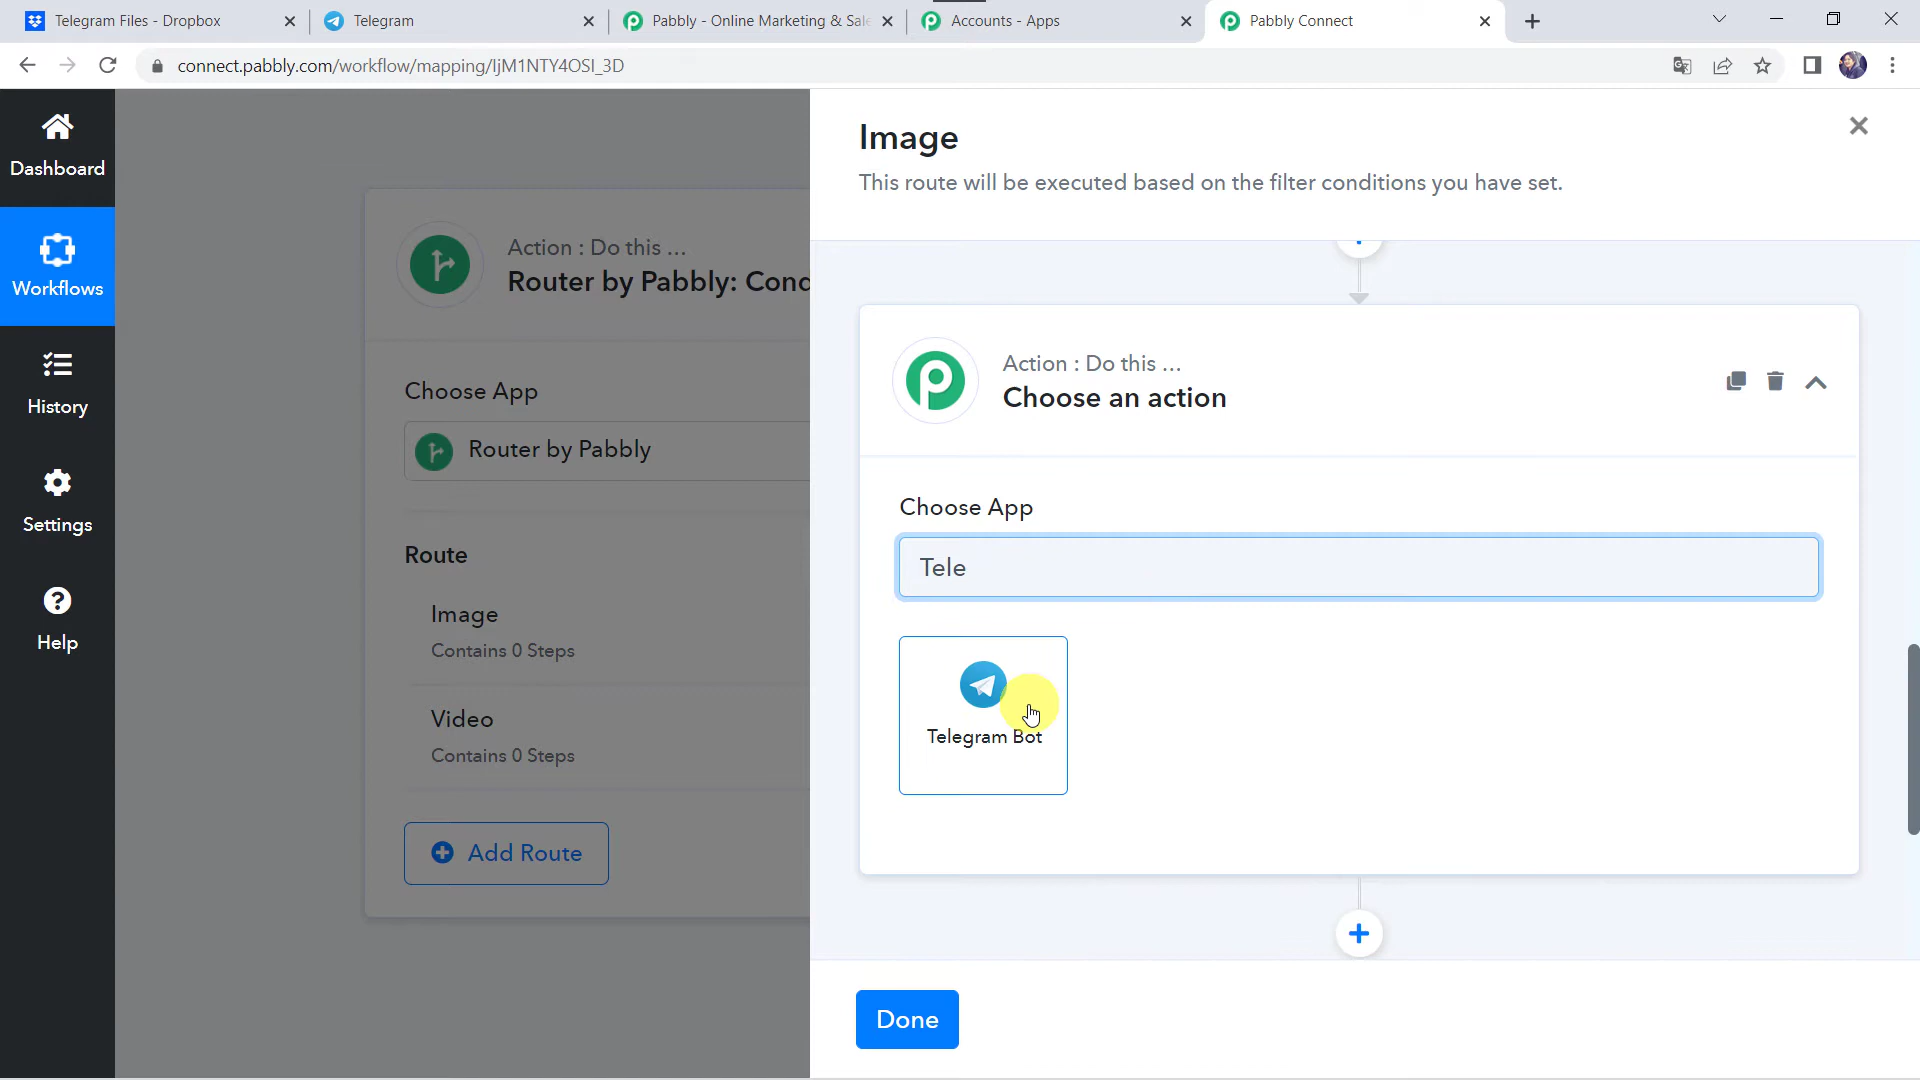 Telegram Files - Dropbox
Telegram
Pabbly - Online Marketing & Sale
Accounts - Apps
Pabbly Connect
connect.pabbly.com/workflow/mapping/IjM1NTY4OSI_3D
Dashboard
Workflows
History
Settings
Help
Action : Do this ...
Router by Pabbly: Cond
Choose App
Router by Pabbly
Route
Image
Contains 0 Steps
Video
Contains 0 Steps
Add Route
Image
This route will be executed based on the filter conditions you have set.
Action : Do this ...
Choose an action
Choose App
Tele
Telegram Bot
Done